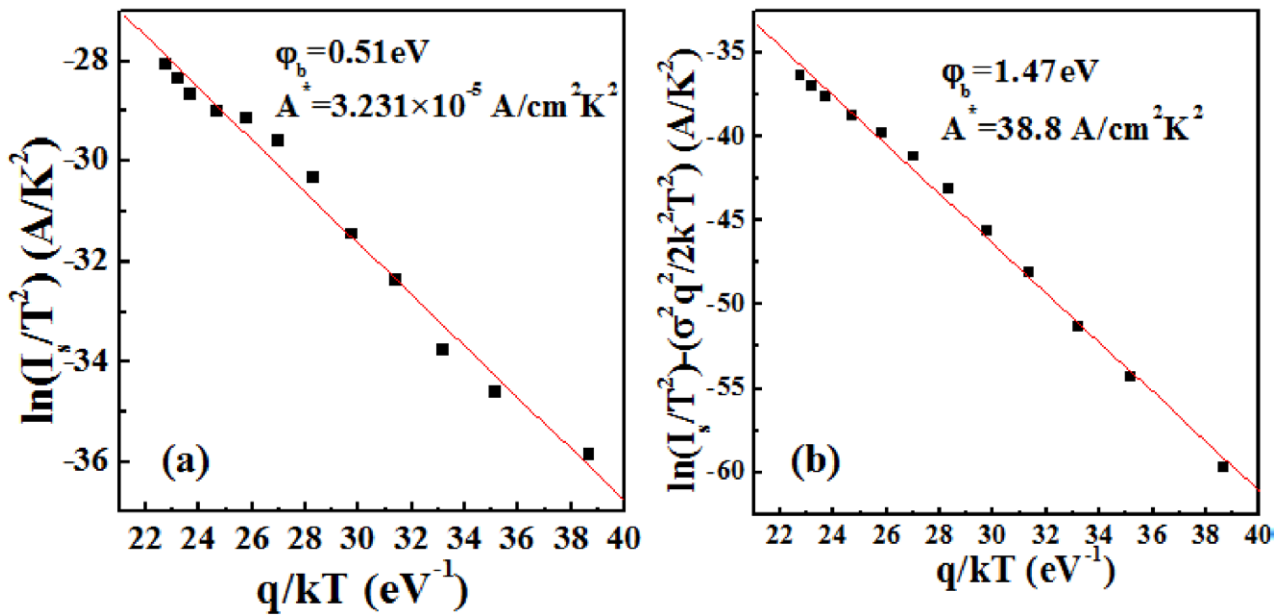 φb=0.51eV
A*=3.231×10-5 A/cm2K2
ln(Is/T2) (A/K2)
-28
-30
-32
-34
-36
(a)
22 24 26 28 30 32 34 36 38 40
q/kT (eV-1)
φb=1.47eV
A*=38.8 A/cm2K2
ln(Is/T2)-(σ2q2/2k2T2) (A/K2)
-35
-40
-45
-50
-55
-60
(b)
22 24 26 28 30 32 34 36 38 40
q/kT (eV-1)